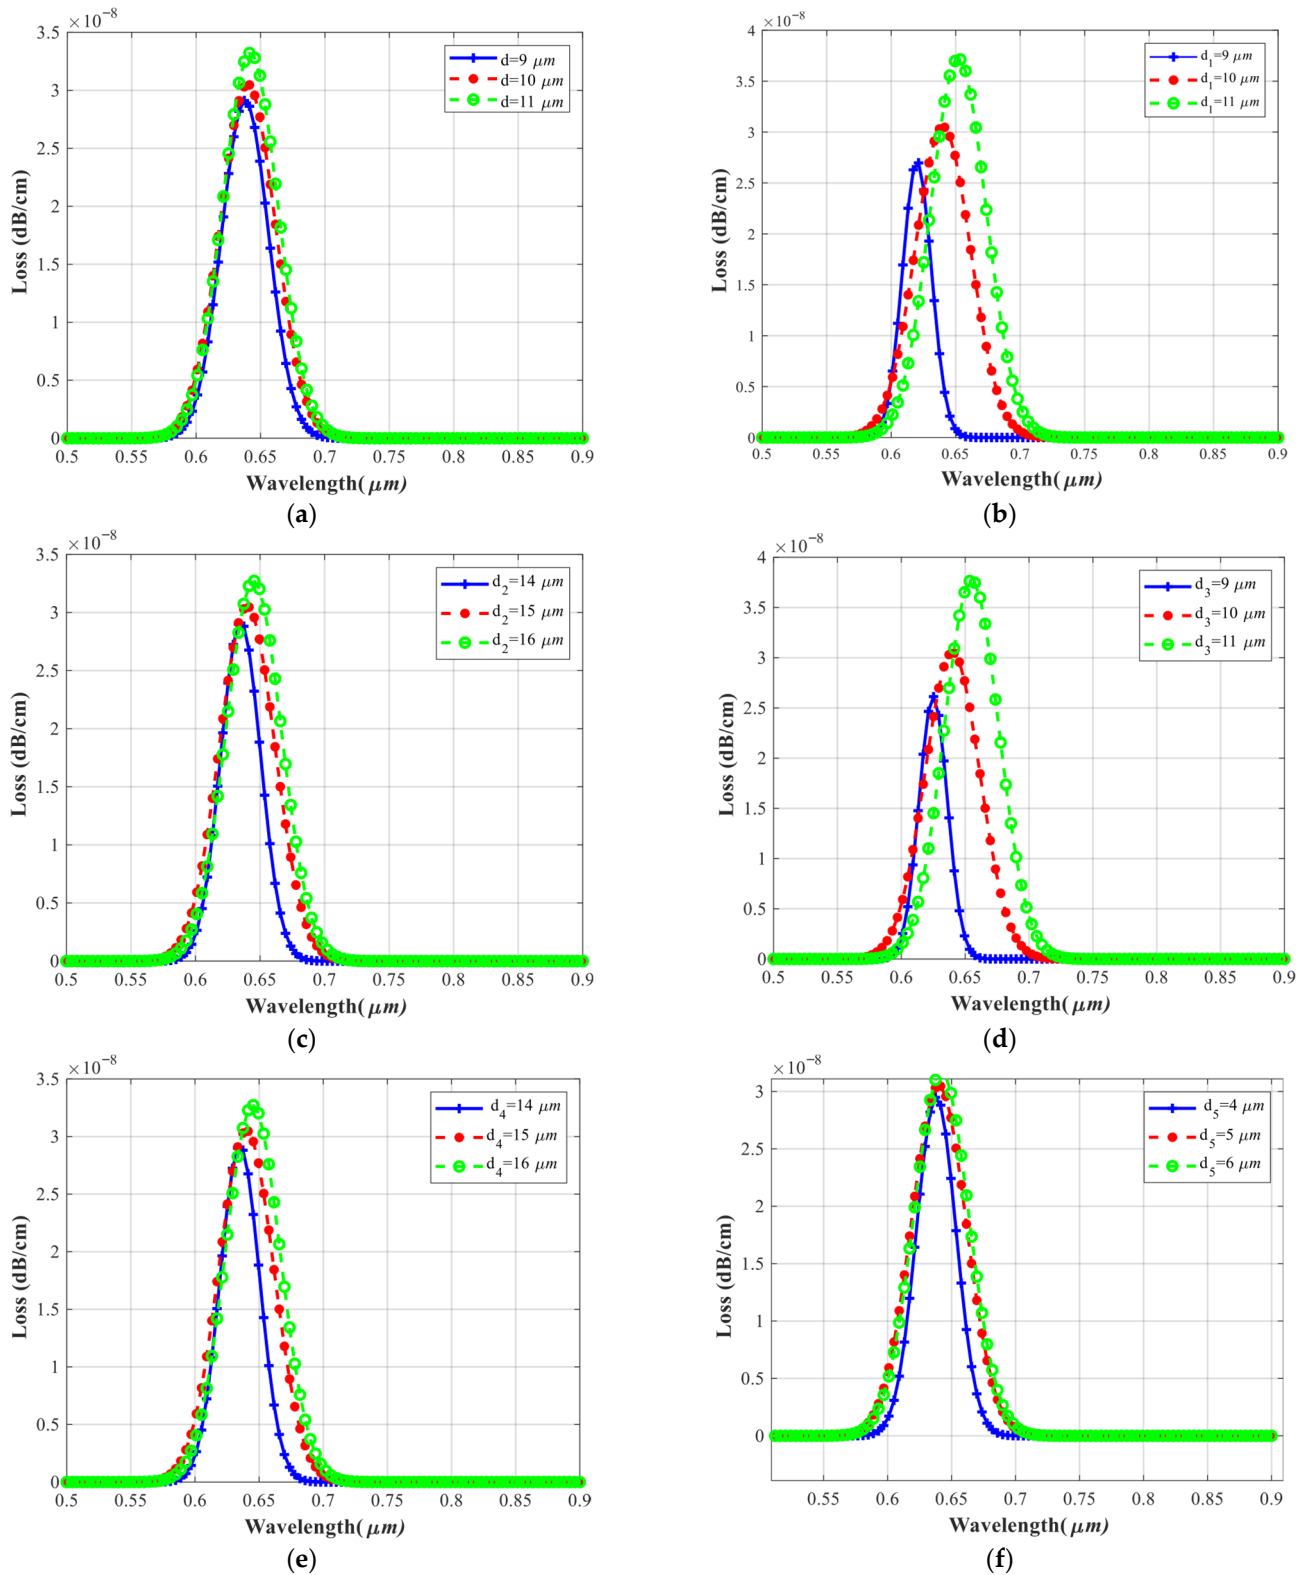 ×10⁻⁸
3.5
3
2.5
2
1.5
1
0.5
0
Loss (dB/cm)
d=9 μm
d=10 μm
d=11 μm
0.5 0.55 0.6 0.65 0.7 0.75 0.8 0.85 0.9
Wavelength( μm)
(a)
×10⁻⁸
4
3.5
3
2.5
2
1.5
1
0.5
0
Loss (dB/cm)
d₁=9 μm
d₁=10 μm
d₁=11 μm
0.5 0.55 0.6 0.65 0.7 0.75 0.8 0.85 0.9
Wavelength( μm)
(b)
×10⁻⁸
3.5
3
2.5
2
1.5
1
0.5
0
Loss (dB/cm)
d₂=14 μm
d₂=15 μm
d₂=16 μm
0.5 0.55 0.6 0.65 0.7 0.75 0.8 0.85 0.9
Wavelength( μm)
(c)
×10⁻⁸
4
3.5
3
2.5
2
1.5
1
0.5
0
Loss (dB/cm)
d₃=9 μm
d₃=10 μm
d₃=11 μm
0.5 0.55 0.6 0.65 0.7 0.75 0.8 0.85 0.9
Wavelength( μm)
(d)
×10⁻⁸
3.5
3
2.5
2
1.5
1
0.5
0
Loss (dB/cm)
d₄=14 μm
d₄=15 μm
d₄=16 μm
0.5 0.55 0.6 0.65 0.7 0.75 0.8 0.85 0.9
Wavelength( μm)
(e)
×10⁻⁸
3
2.5
2
1.5
1
0.5
0
Loss (dB/cm)
d₅=4 μm
d₅=5 μm
d₅=6 μm
0.55 0.6 0.65 0.7 0.75 0.8 0.85 0.9
Wavelength( μm)
(f)